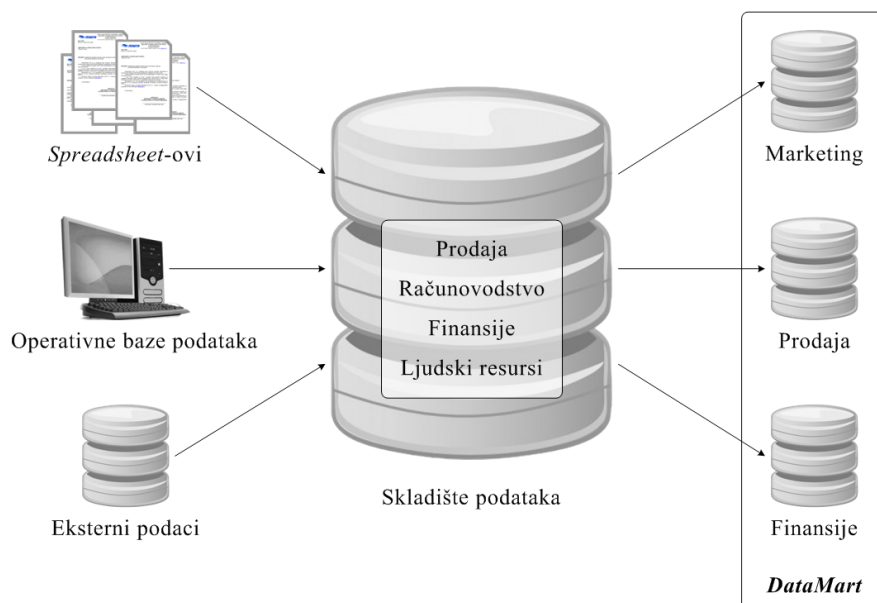 Spreadsheet-ovi
Operativne baze podataka
Eksterni podaci
Prodaja
Računovodstvo
Finansije
Ljudski resursi
Skladište podataka
Marketing
Prodaja
Finansije
DataMart